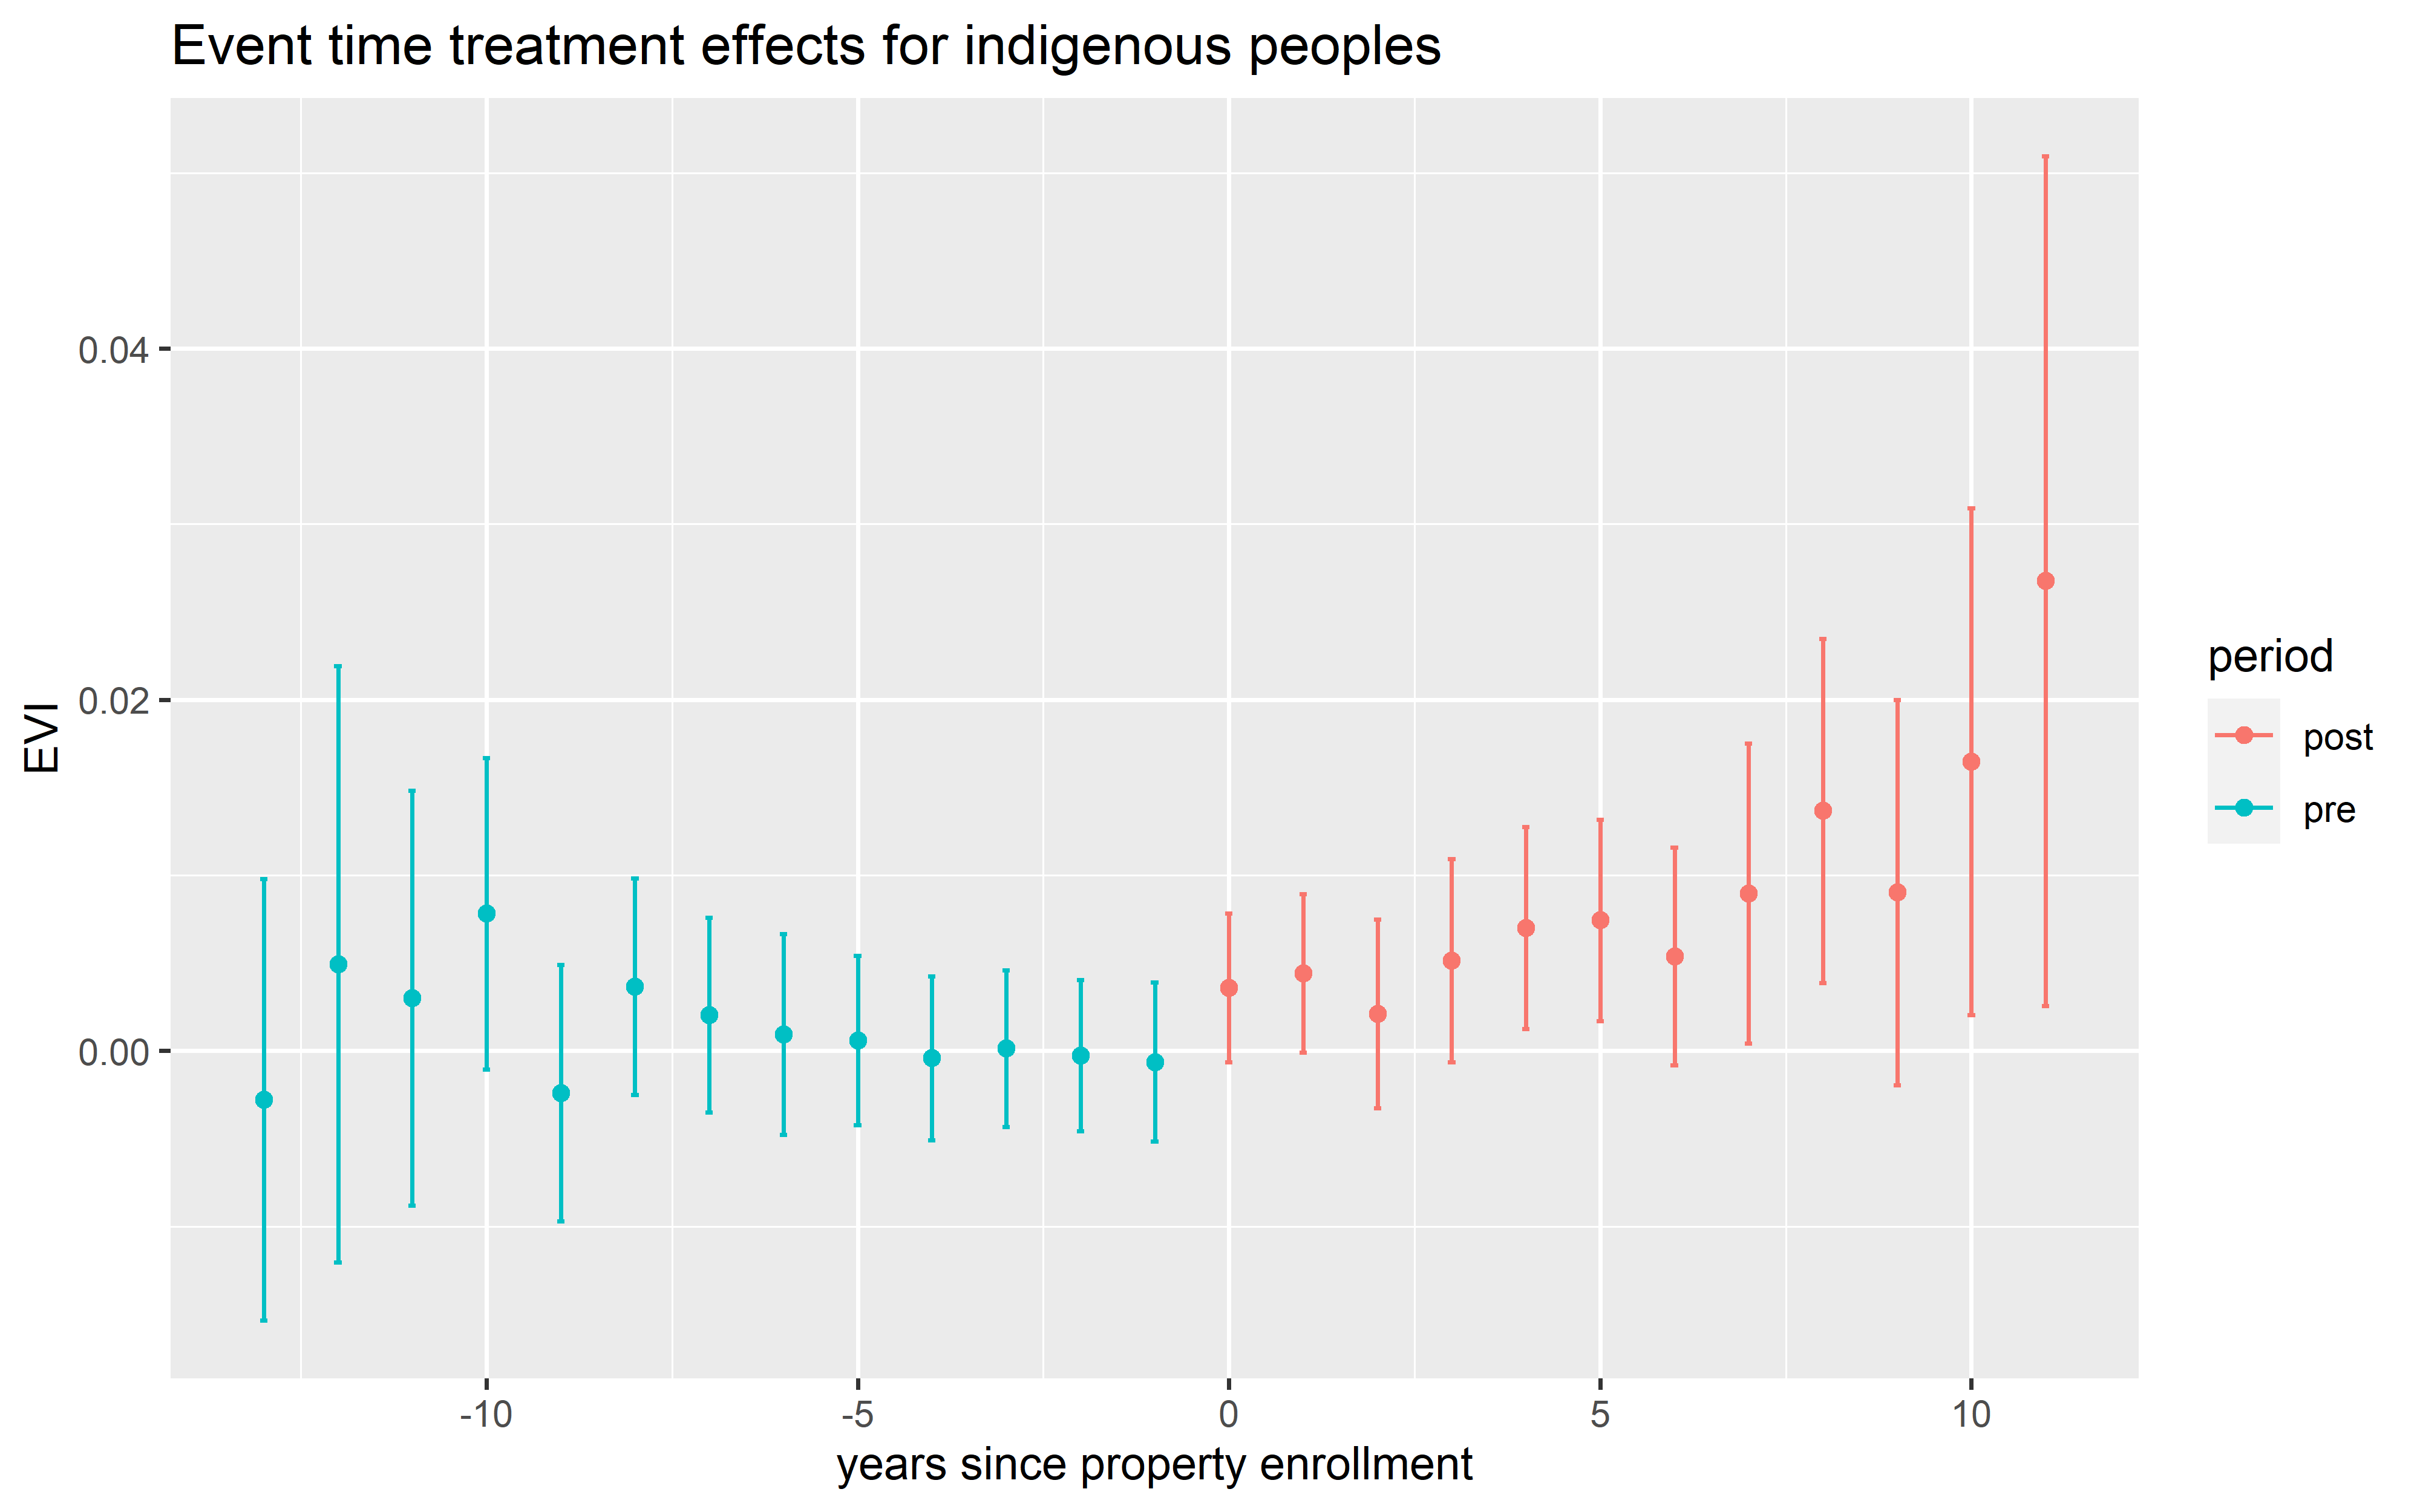 Event time treatment effects for indigenous peoples
EVI
0.04
0.02
0.00
-10
-5
0
5
10
years since property enrollment
period
post
pre